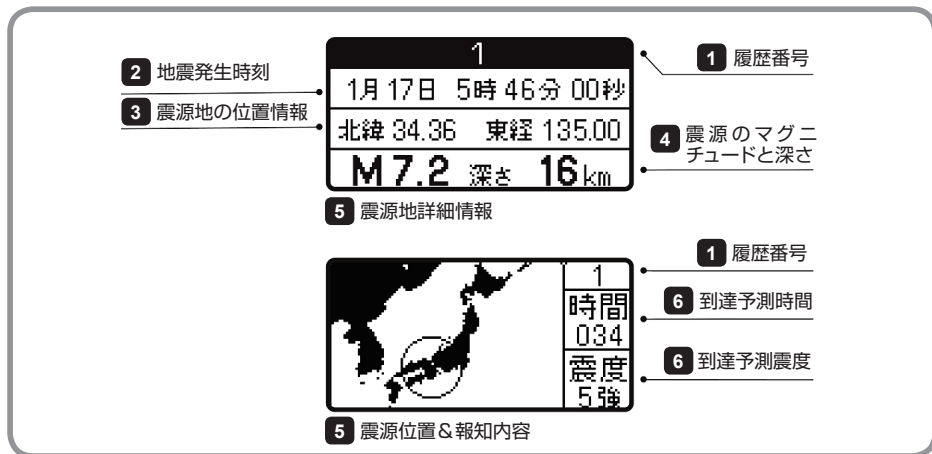 1
1 履歴番号
2 地震発生時刻
1月17日 5時46分00秒
3 震源地の位置情報
北緯 34.36 東経 135.00
4 震源のマグニ
チュードと深さ
M7.2 深さ 16km
5 震源地詳細情報
1 履歴番号
1
時間
034
6 到達予測時間
震度
5強
6 到達予測震度
5 震源位置&報知内容